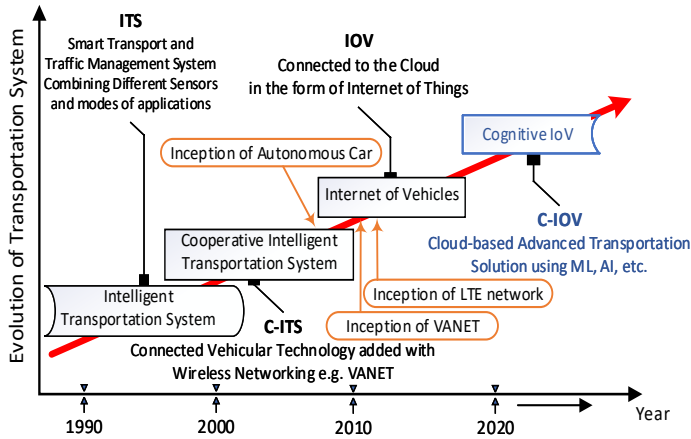 Evolution of Transportation System
ITS
Smart Transport and
Traffic Management System
Combining Different Sensors
and modes of applications
IOV
Connected to the Cloud
in the form of Internet of Things
Inception of Autonomous Car
Cognitive IoV
Internet of Vehicles
C-IOV
Cloud-based Advanced Transportation
Solution using ML, AI, etc.
Cooperative Intelligent
Transportation System
Inception of LTE network
Inception of VANET
Intelligent
Transportation System
C-ITS
Connected Vehicular Technology added with
Wireless Networking e.g. VANET
1990
2000
2010
2020
Year